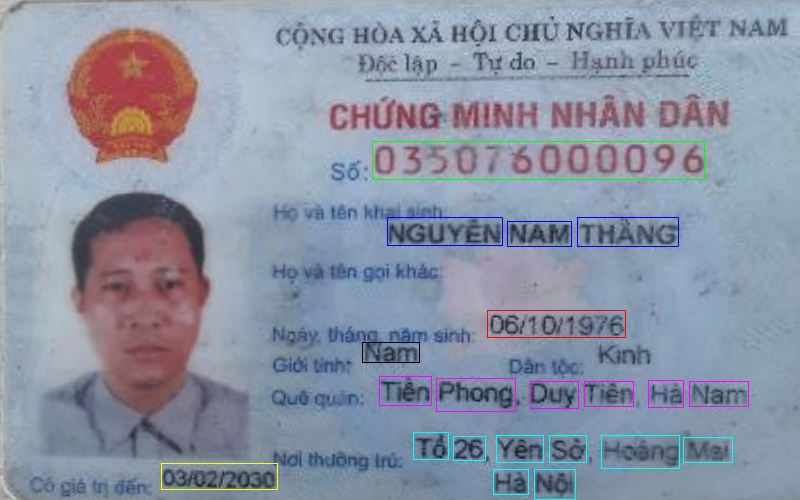 CỘNG HÒA XÃ HỘI CHỦ NGHĨA VIỆT NAM
Độc lập - Tự do - Hạnh phúc
CHỨNG MINH NHÂN DÂN
Số: 035076000096
Họ và tên khai sinh:
NGUYỄN NAM THẮNG
Họ và tên gọi khác:
Ngày, tháng, năm sinh: 06/10/1976
Giới tính: Nam Dân tộc: Kinh
Quê quán: Tiên Phong, Duy Tiên, Hà Nam
Nơi thường trú: Tổ 26, Yên Sở, Hoàng Mai
Hà Nội
Có giá trị đến: 03/02/2030